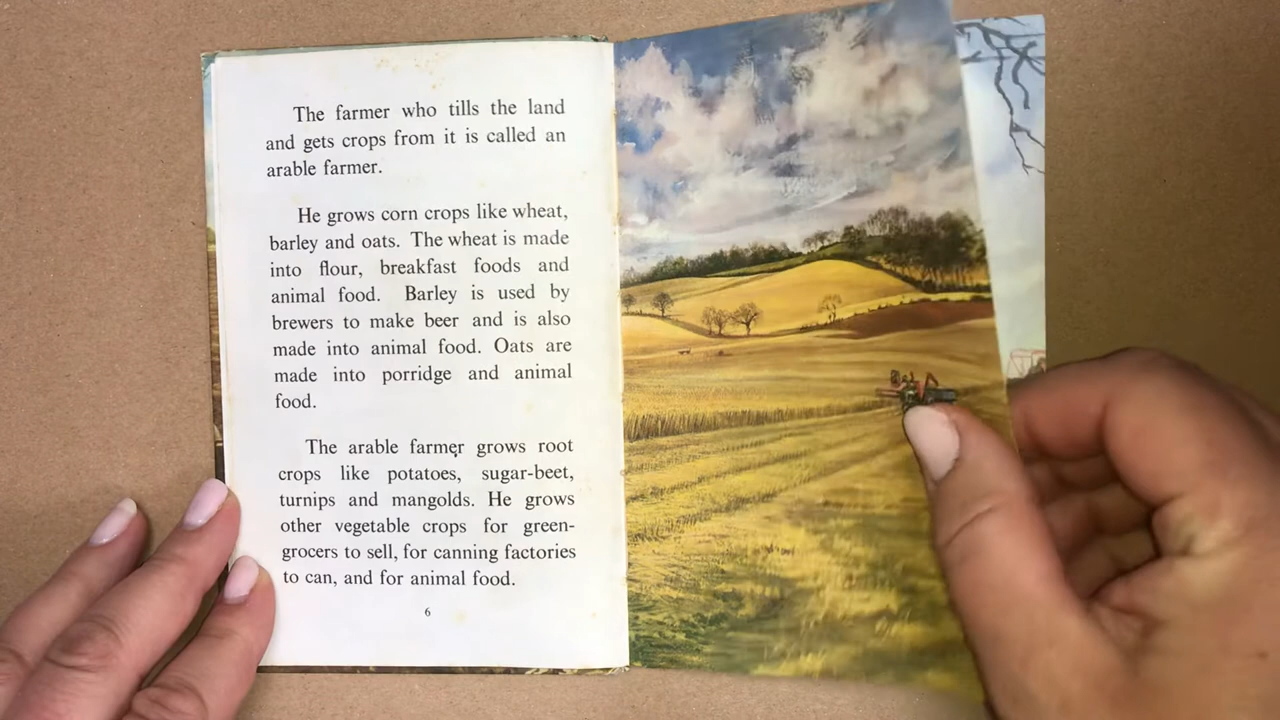 The farmer who tills the land
and gets crops from it is called an
arable farmer.
He grows corn crops like wheat,
barley and oats. The wheat is made
into flour, breakfast foods and
animal food. Barley is used by
brewers to make beer and is also
made into animal food. Oats are
made into porridge and animal
food.
The arable farmer grows root
crops like potatoes, sugar-beet,
turnips and mangolds. He grows
other vegetable crops for green-
grocers to sell, for canning factories
to can, and for animal food.
6